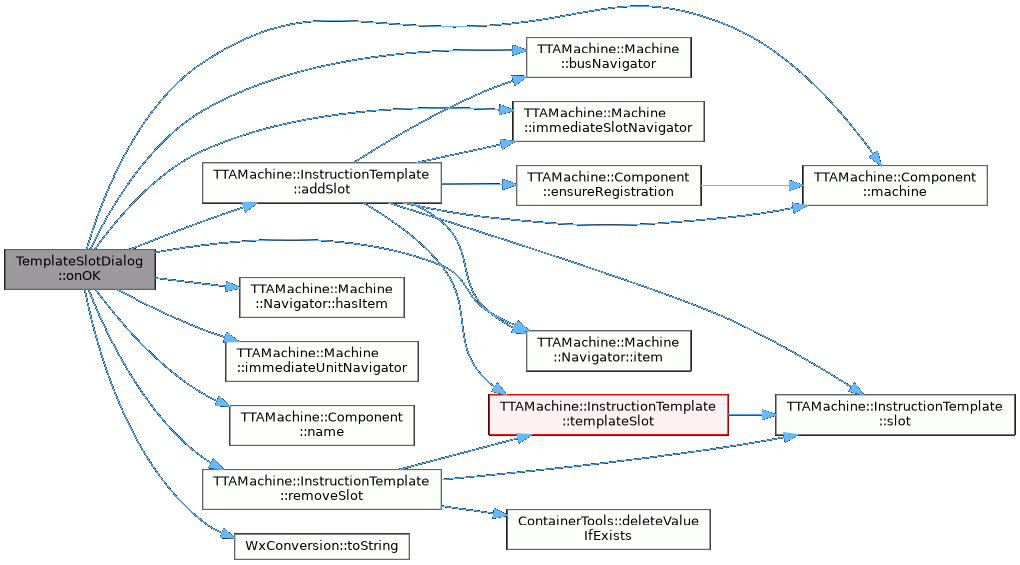 TTAMachine::Machine
::busNavigator
TTAMachine::Machine
::immediateSlotNavigator
TTAMachine::InstructionTemplate
::addSlot
TTAMachine::Component
::ensureRegistration
TTAMachine::Component
::machine
TemplateSlotDialog
::onOK
TTAMachine::Machine
::Navigator::hasItem
TTAMachine::Machine
::Navigator::item
TTAMachine::Machine
::immediateUnitNavigator
TTAMachine::InstructionTemplate
::templateSlot
TTAMachine::InstructionTemplate
::slot
TTAMachine::Component
::name
TTAMachine::InstructionTemplate
::removeSlot
ContainerTools::deleteValue
IfExists
WxConversion::toString